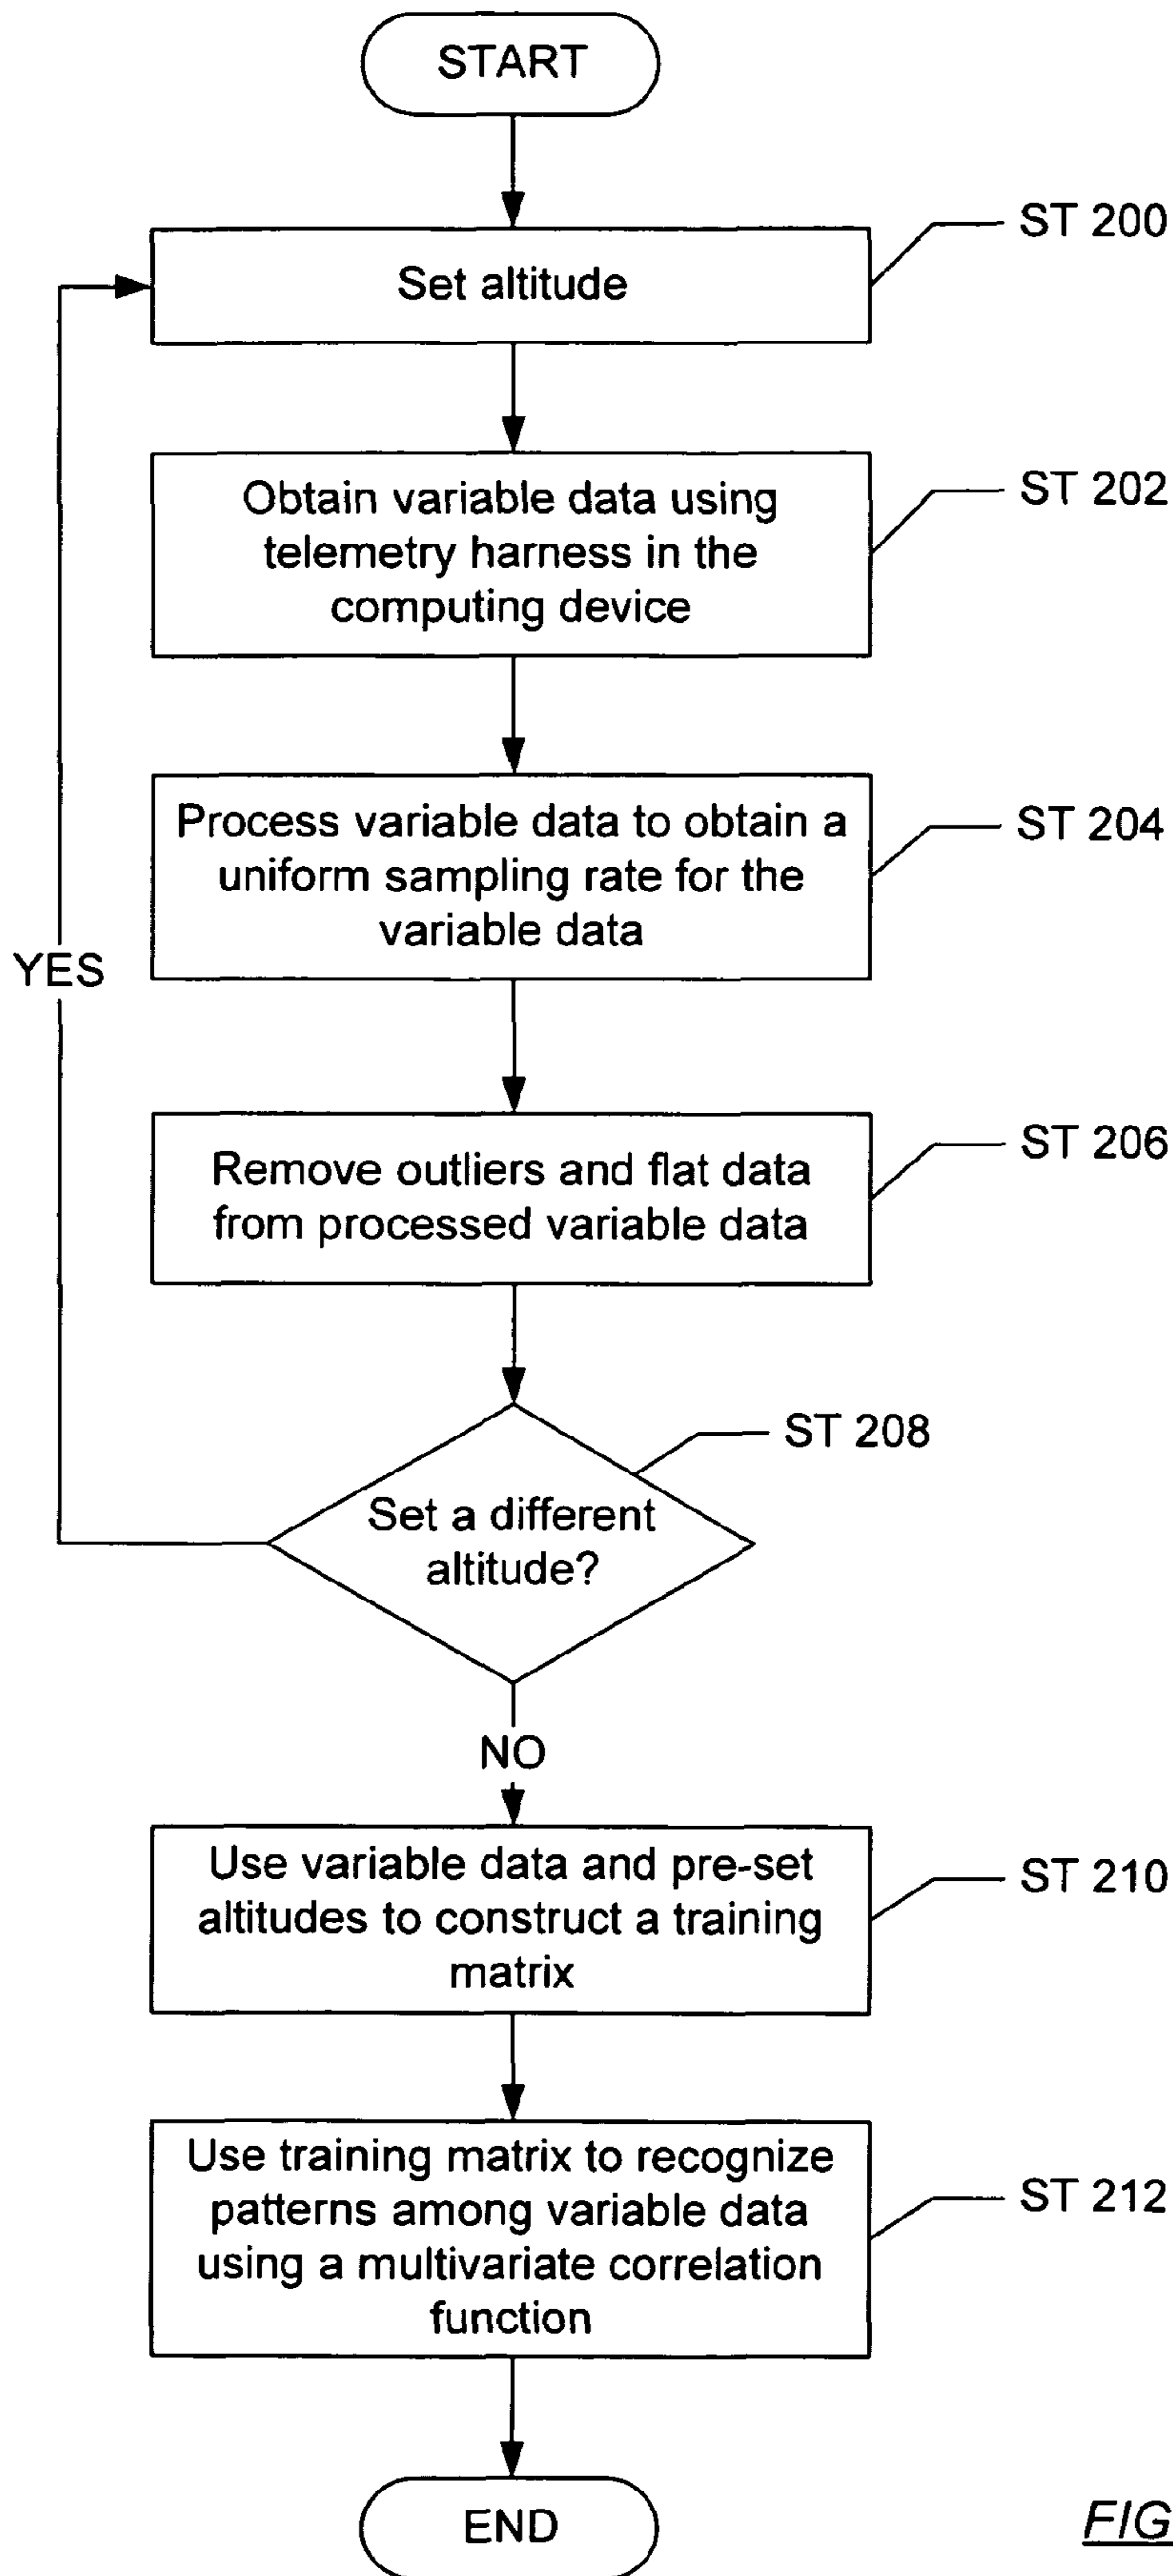 START
Set altitude
ST 200
Obtain variable data using
telemetry harness in the
computing device
ST 202
Process variable data to obtain a
uniform sampling rate for the
variable data
ST 204
YES
Remove outliers and flat data
from processed variable data
ST 206
ST 208
Set a different
altitude?
NO
Use variable data and pre-set
altitudes to construct a training
matrix
ST 210
Use training matrix to recognize
patterns among variable data
using a multivariate correlation
function
ST 212
END
FIG